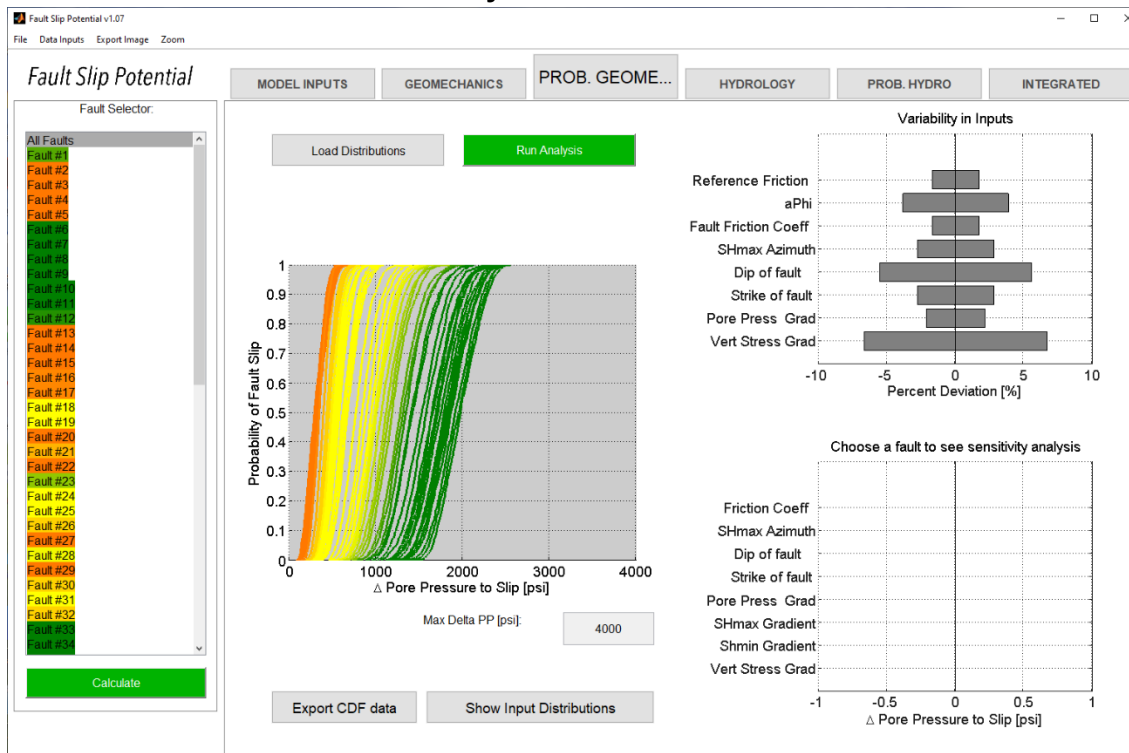 Fault Slip Potential v1.07
File Data Inputs Export Image Zoom
Fault Slip Potential
MODEL INPUTS
GEOMECHANICS
PROB. GEOME...
HYDROLOGY
PROB. HYDRO
INTEGRATED
Fault Selector:
All Faults
Fault #1
Fault #2
Fault #3
Fault #4
Fault #5
Fault #6
Fault #7
Fault #8
Fault #9
Fault #10
Fault #11
Fault #12
Fault #13
Fault #14
Fault #15
Fault #16
Fault #17
Fault #18
Fault #19
Fault #20
Fault #21
Fault #22
Fault #23
Fault #24
Fault #25
Fault #26
Fault #27
Fault #28
Fault #29
Fault #30
Fault #31
Fault #32
Fault #33
Fault #34
Calculate
Load Distributions
Run Analysis
Probability of Fault Slip
1
0.9
0.8
0.7
0.6
0.5
0.4
0.3
0.2
0.1
0
0 1000 2000 3000 4000
Δ Pore Pressure to Slip [psi]
Max Delta PP [psi]:
4000
Export CDF data
Show Input Distributions
Variability in Inputs
Reference Friction
aPhi
Fault Friction Coeff
SHmax Azimuth
Dip of fault
Strike of fault
Pore Press Grad
Vert Stress Grad
-10 -5 0 5 10
Percent Deviation [%]
Choose a fault to see sensitivity analysis
Friction Coeff
SHmax Azimuth
Dip of fault
Strike of fault
Pore Press Grad
SHmax Gradient
Shmin Gradient
Vert Stress Grad
-1 -0.5 0 0.5 1
Δ Pore Pressure to Slip [psi]